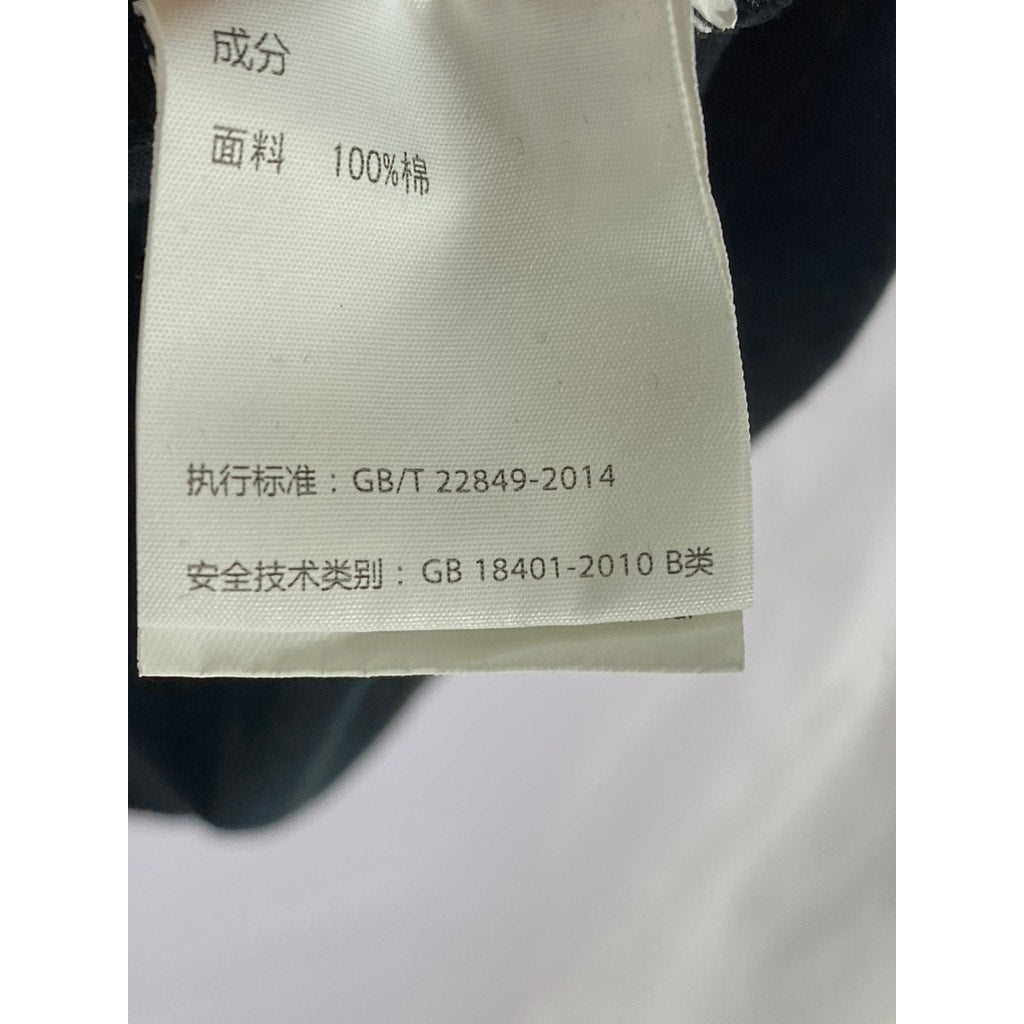 成分
面料 100%棉
执行标准：GB/T 22849-2014
安全技术类别：GB 18401-2010 B类